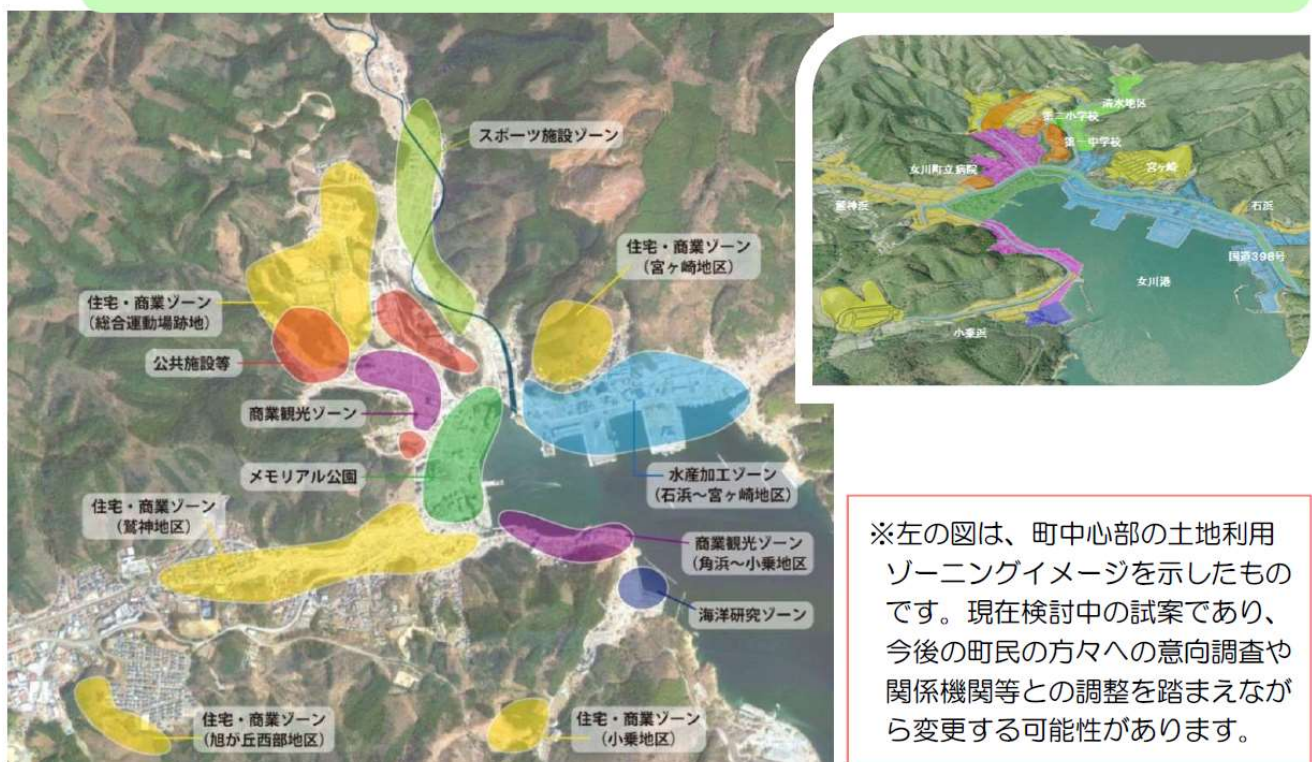 スポーツ施設ゾーン
住宅・商業ゾーン
(宮ヶ崎地区)
住宅・商業ゾーン
(総合運動場跡地)
公共施設等
商業観光ゾーン
メモリアル公園
水産加工ゾーン
(石浜～宮ヶ崎地区)
住宅・商業ゾーン
(鷲神地区)
商業観光ゾーン
(角浜～小乗地区
海洋研究ゾーン
住宅・商業ゾーン
(旭が丘西部地区)
住宅・商業ゾーン
(小乗地区)
清水地区
第二小学校
第一中学校
女川町立病院
宮ヶ崎
鷲神浜
石浜
国道398号
女川港
小乗浜
※左の図は、町中心部の土地利用
ゾーニングイメージを示したもの
です。現在検討中の試案であり、
今後の町民の方々への意向調査や
関係機関等との調整を踏まえなが
ら変更する可能性があります。